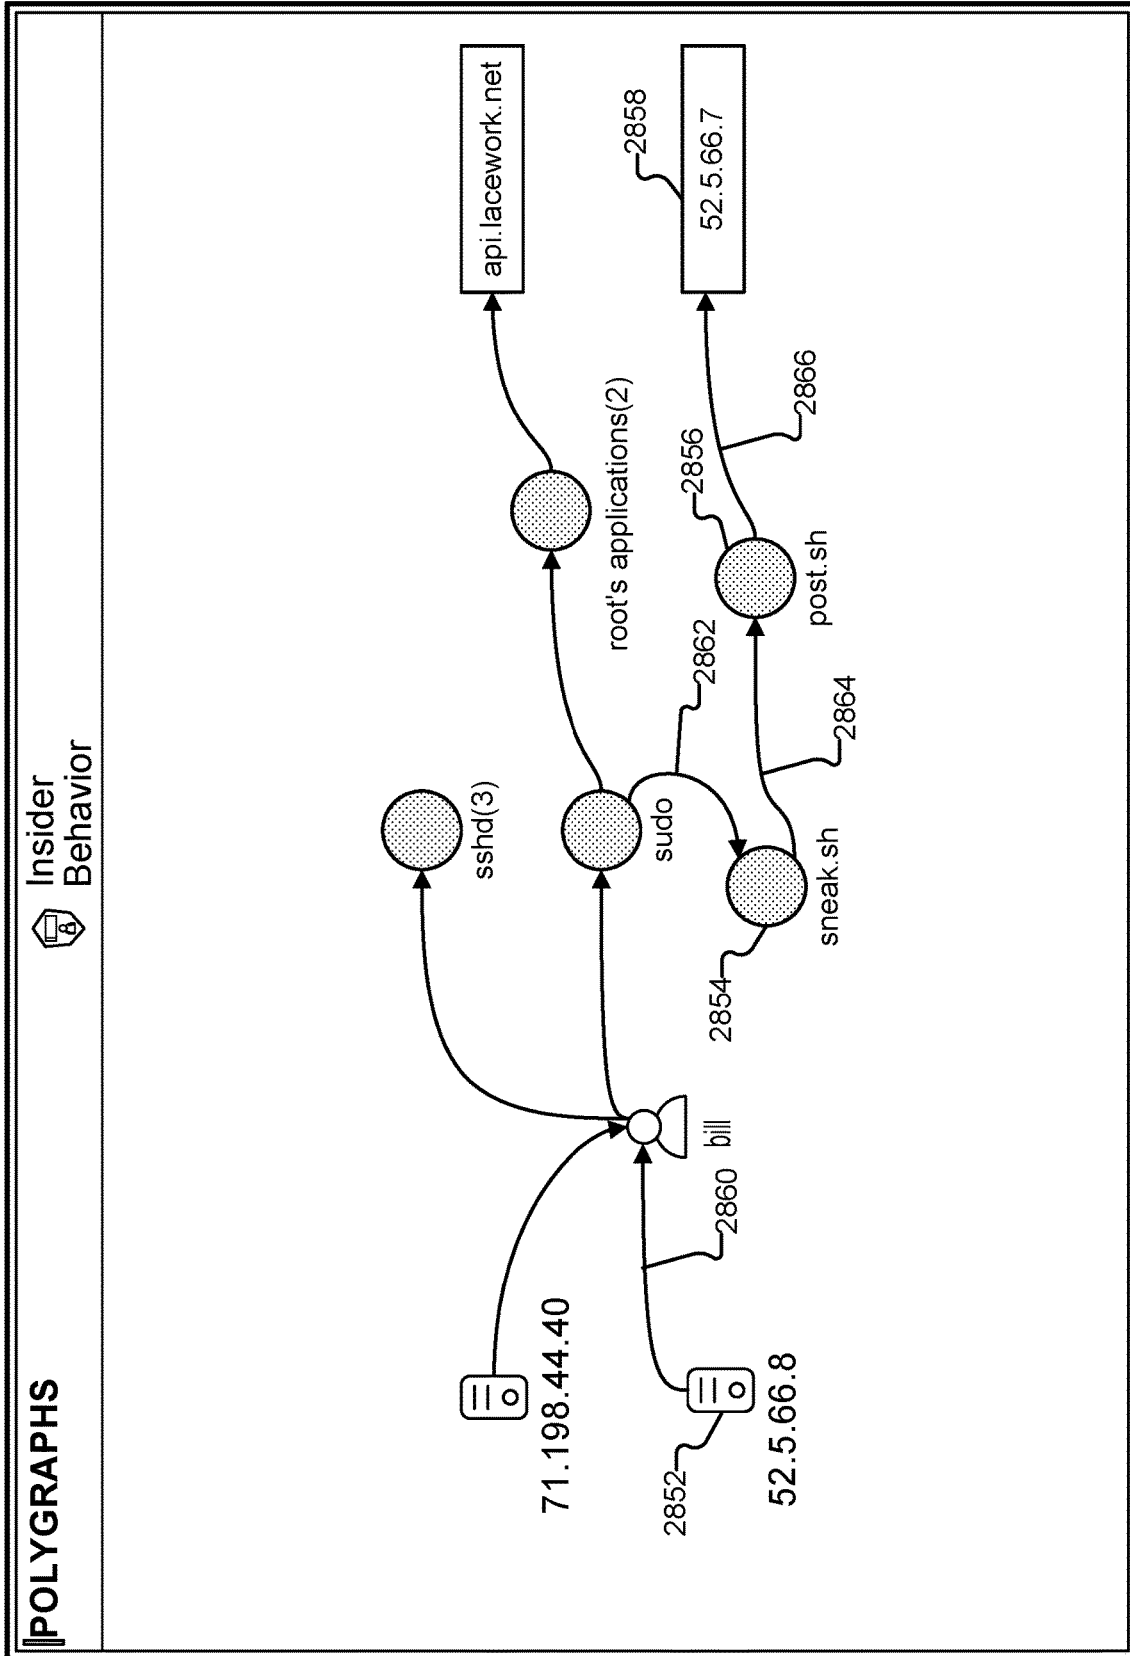 POLYGRAPHS
Insider
Behavior
71.198.44.40
2852
52.5.66.8
2860
bill
sshd(3)
sudo
2854
sneak.sh
2862
2864
root's applications(2)
2856
post.sh
2866
api.lacework.net
2858
52.5.66.7